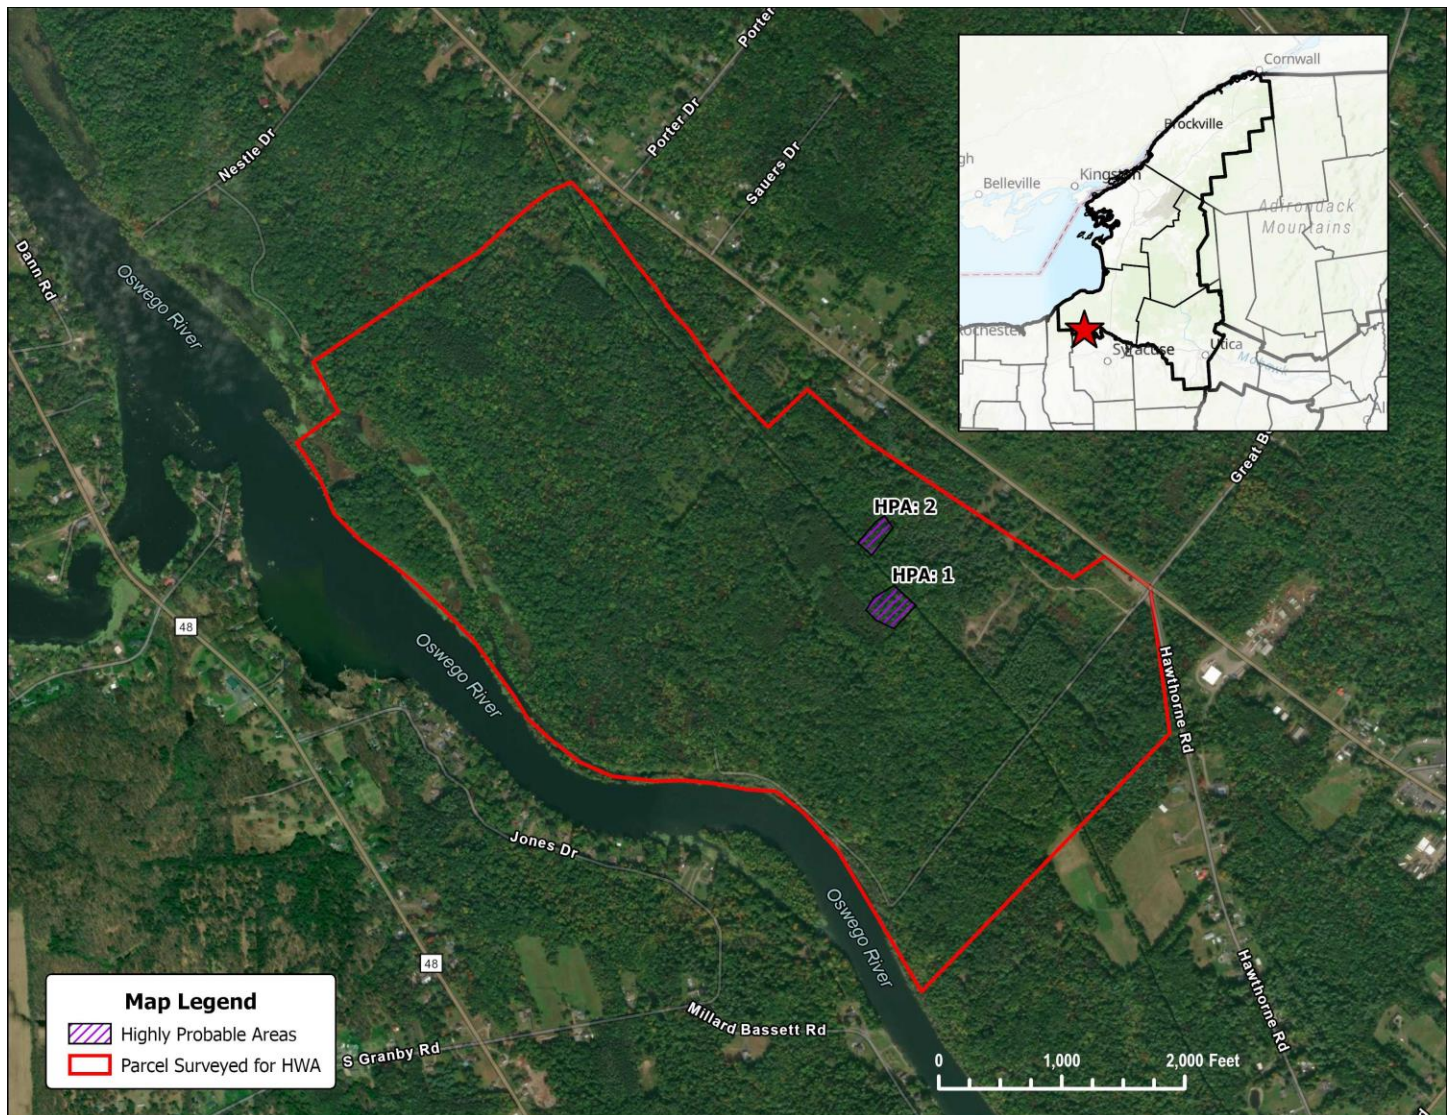 Porter
Porter Dr
Nestle Dr
Sauers Dr
Dann Rd
Oswego River
48
Oswego River
HPA: 2
HPA: 1
Hawthorne Rd
Jones Dr
Oswego River
48
Millard Bassett Rd
S Granby Rd
Hawthorne Rd
Cornwall
Brockville
Kingston
Belleville
Adirondack
Mountains
Syracuse
Utica
Map Legend
Highly Probable Areas
Parcel Surveyed for HWA
0 1,000 2,000 Feet